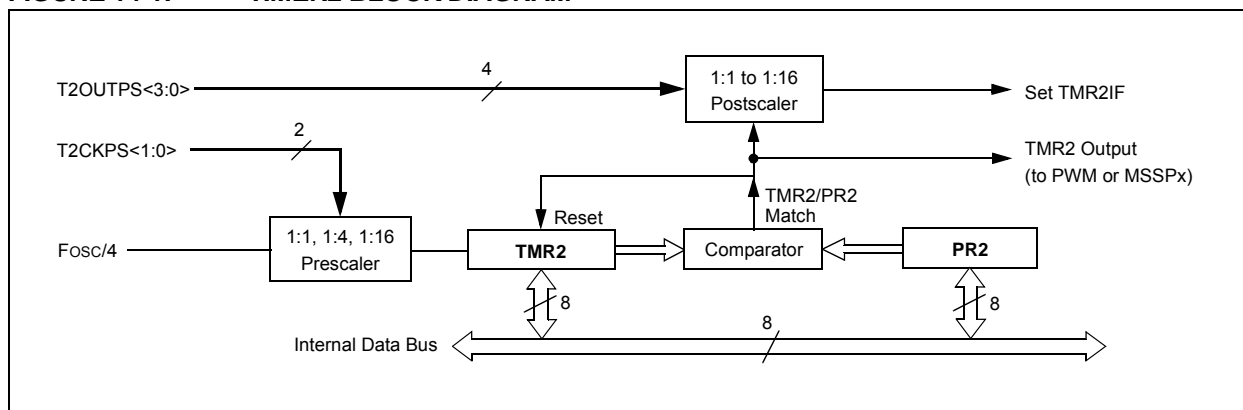 T2OUTPS<3:0>
4
1:1 to 1:16
Postscaler
Set TMR2IF
T2CKPS<1:0>
2
TMR2 Output
(to PWM or MSSPx)
TMR2/PR2
Match
Reset
FOSC/4
1:1, 1:4, 1:16
Prescaler
TMR2
Comparator
PR2
8
8
8
Internal Data Bus